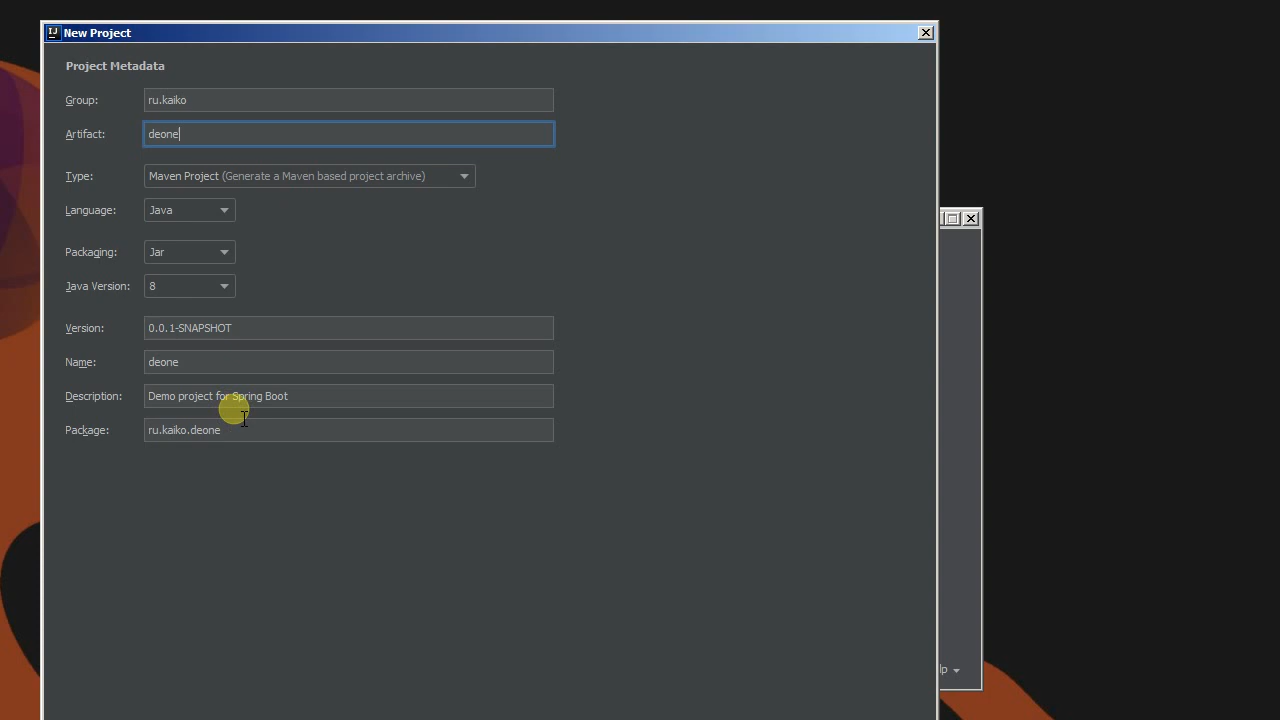 New Project
Project Metadata
Group: ru.kaiko
Artifact: deone
Type: Maven Project (Generate a Maven based project archive)
Language: Java
Packaging: Jar
Java Version: 8
Version: 0.0.1-SNAPSHOT
Name: deone
Description: Demo project for Spring Boot
Package: ru.kaiko.deone
lp